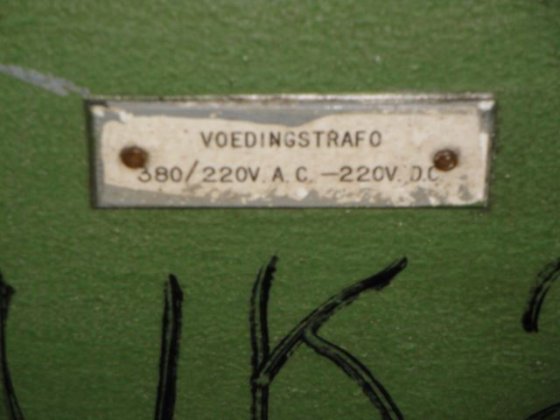 VOEDINGSTRAFO
380/220V. A. C. – 220V. D.C